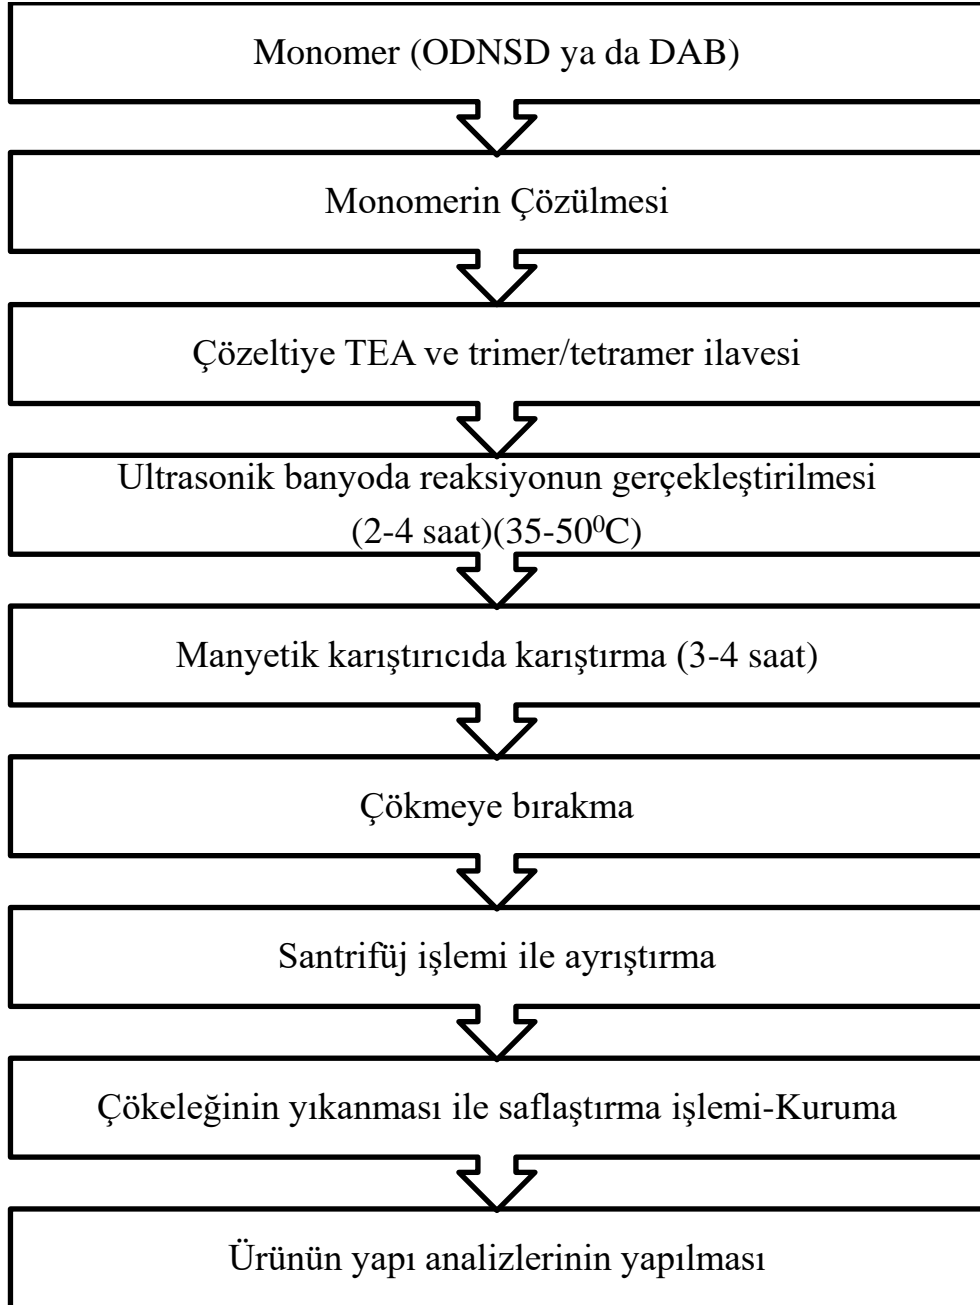 Monomer (ODNSD ya da DAB)
Monomerin Çözülmesi
Çözeltiye TEA ve trimer/tetramer ilavesi
Ultrasonik banyoda reaksiyonun gerçekleştirilmesi
(2-4 saat)(35-50⁰C)
Manyetik karıştırıcıda karıştırma (3-4 saat)
Çökmeye bırakma
Santrifüj işlemi ile ayrıştırma
Çökeleğinin yıkanması ile saflaştırma işlemi-Kuruma
Ürünün yapı analizlerinin yapılması